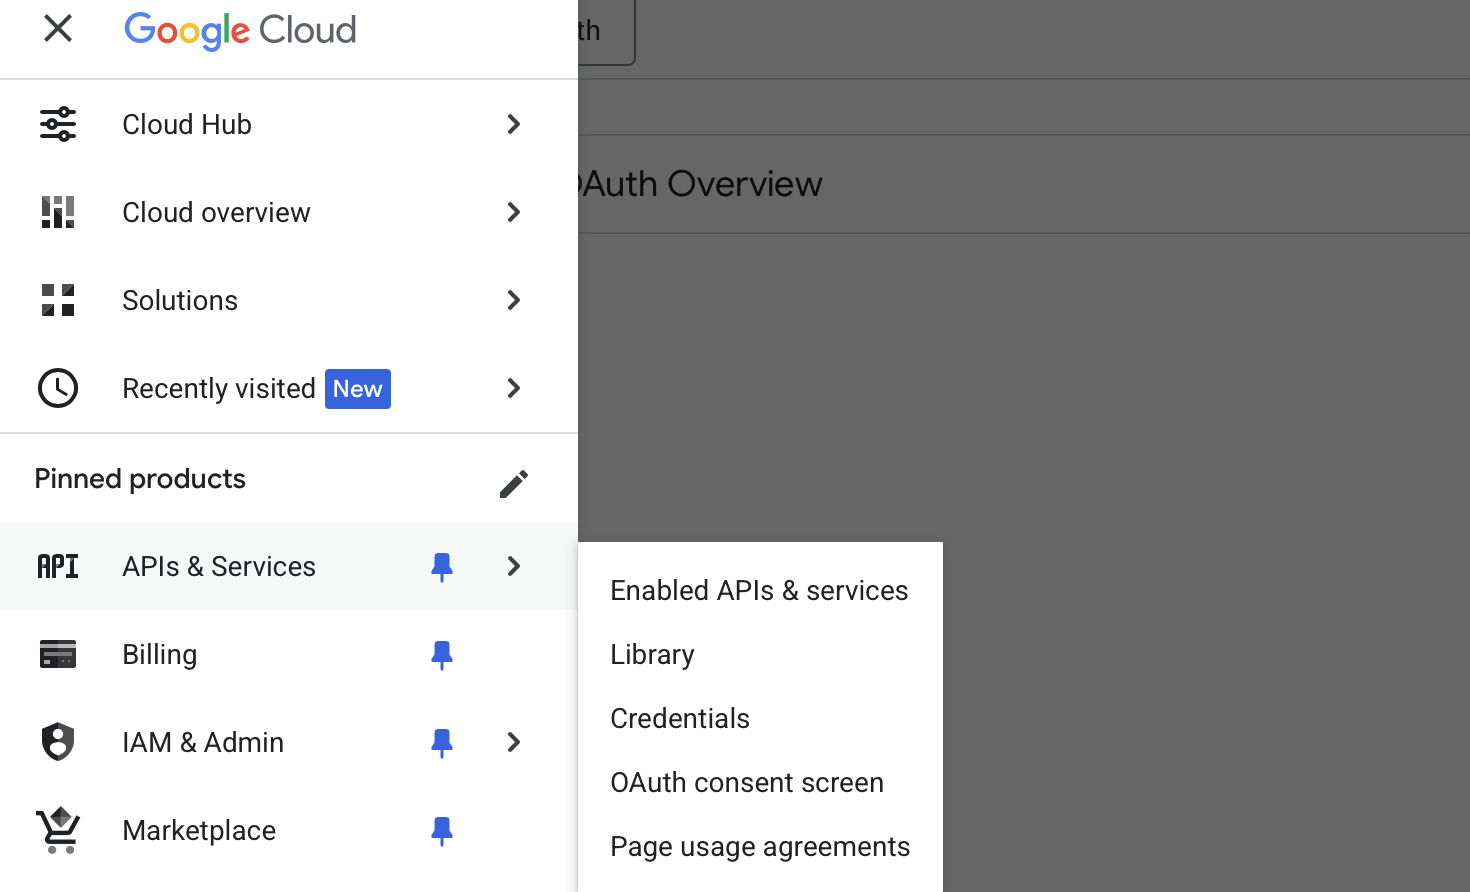 Google Cloud
th
Cloud Hub
Cloud overview
OAuth Overview
Solutions
Recently visited New
Pinned products
API APIs & Services
Enabled APIs & services
Billing
Library
Credentials
IAM & Admin
OAuth consent screen
Marketplace
Page usage agreements